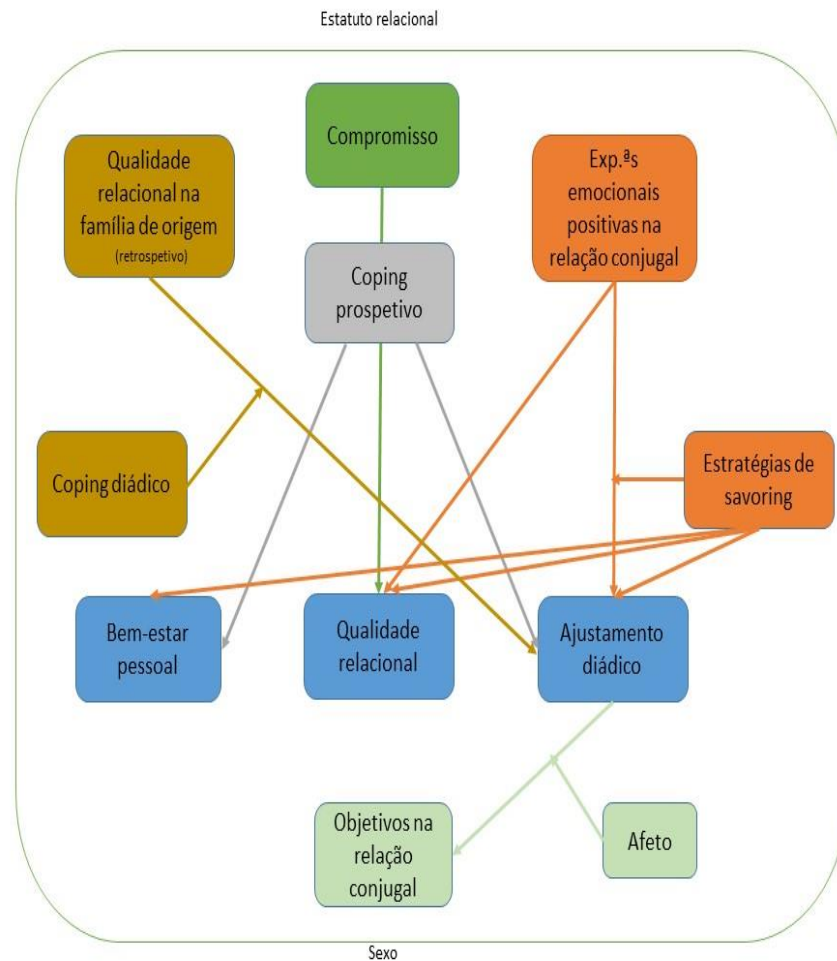 Estatuto relacional
Compromisso
Qualidade
relacional na
família de origem
(retrospetivo)
Exp.ªs
emocionais
positivas na
relação conjugal
Coping
prospetivo
Coping diádico
Estratégias de
savoring
Bem-estar
pessoal
Qualidade
relacional
Ajustamento
diádico
Objetivos na
relação
conjugal
Afeto
Sexo